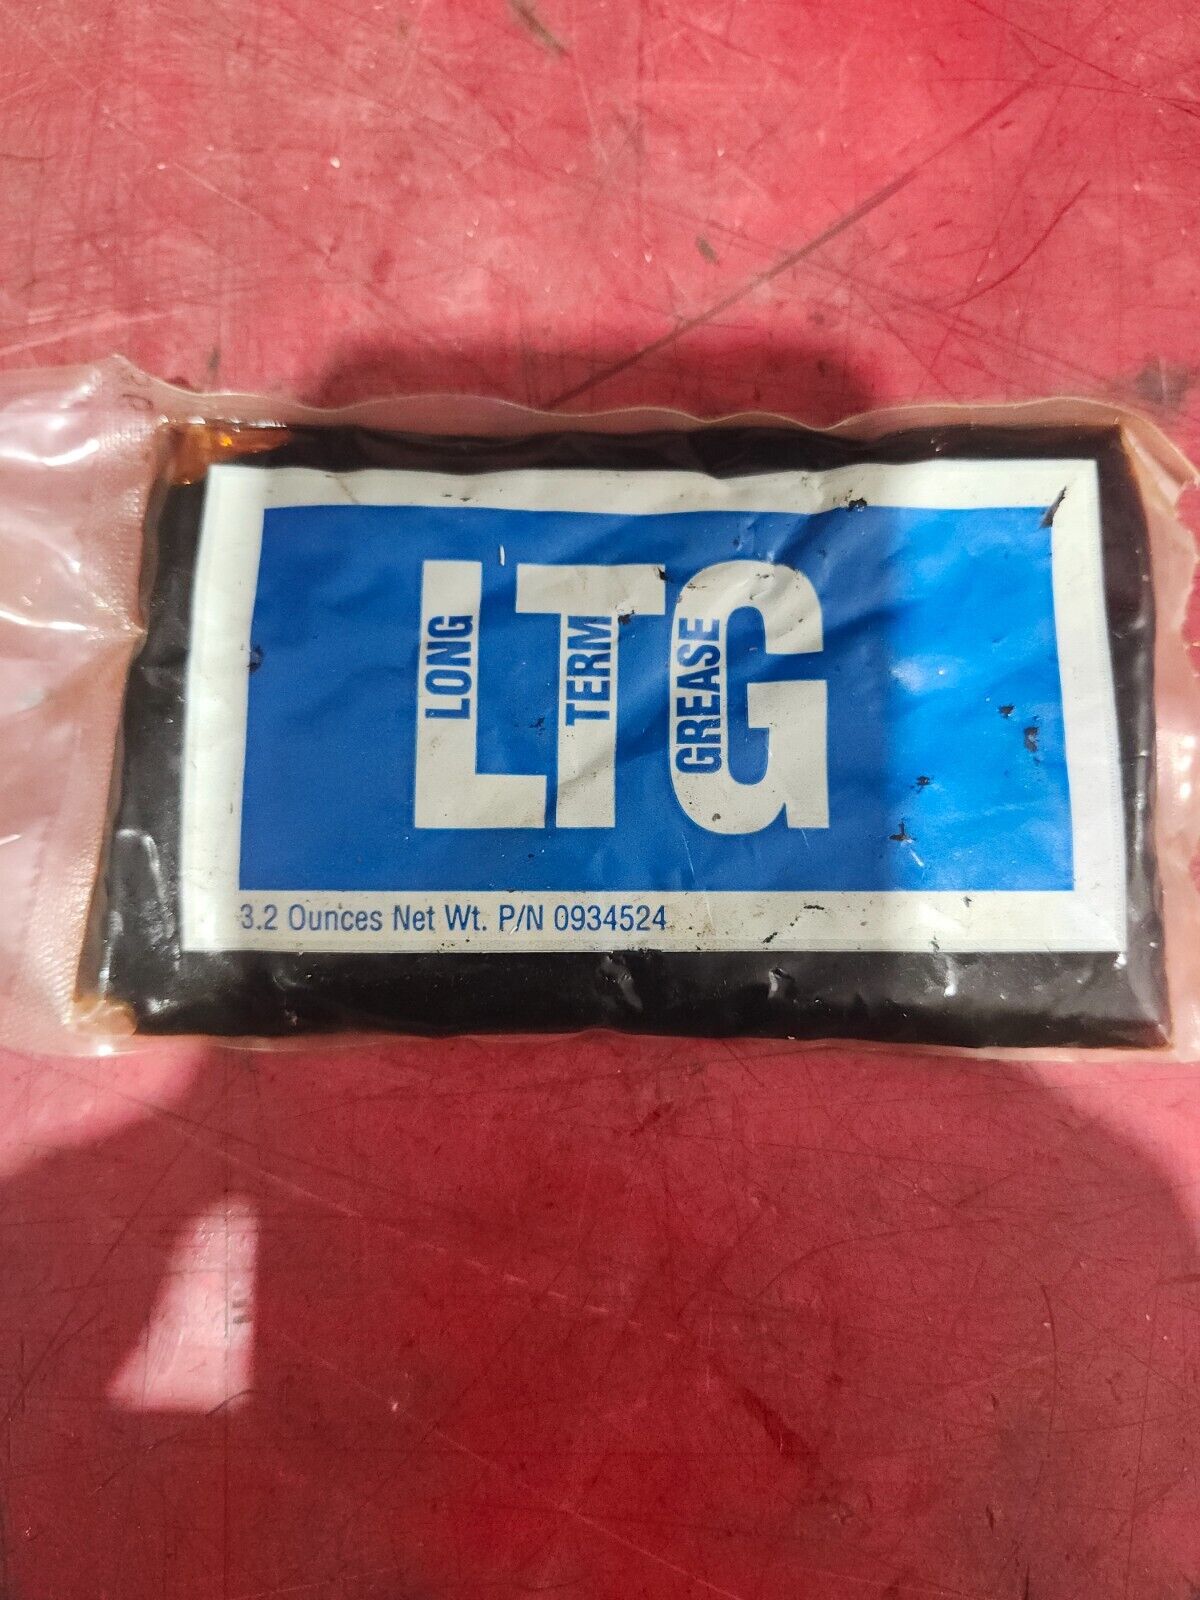 LTG
LONG
TERM
GREASE
3.2 Ounces Net Wt. P/N 0934524